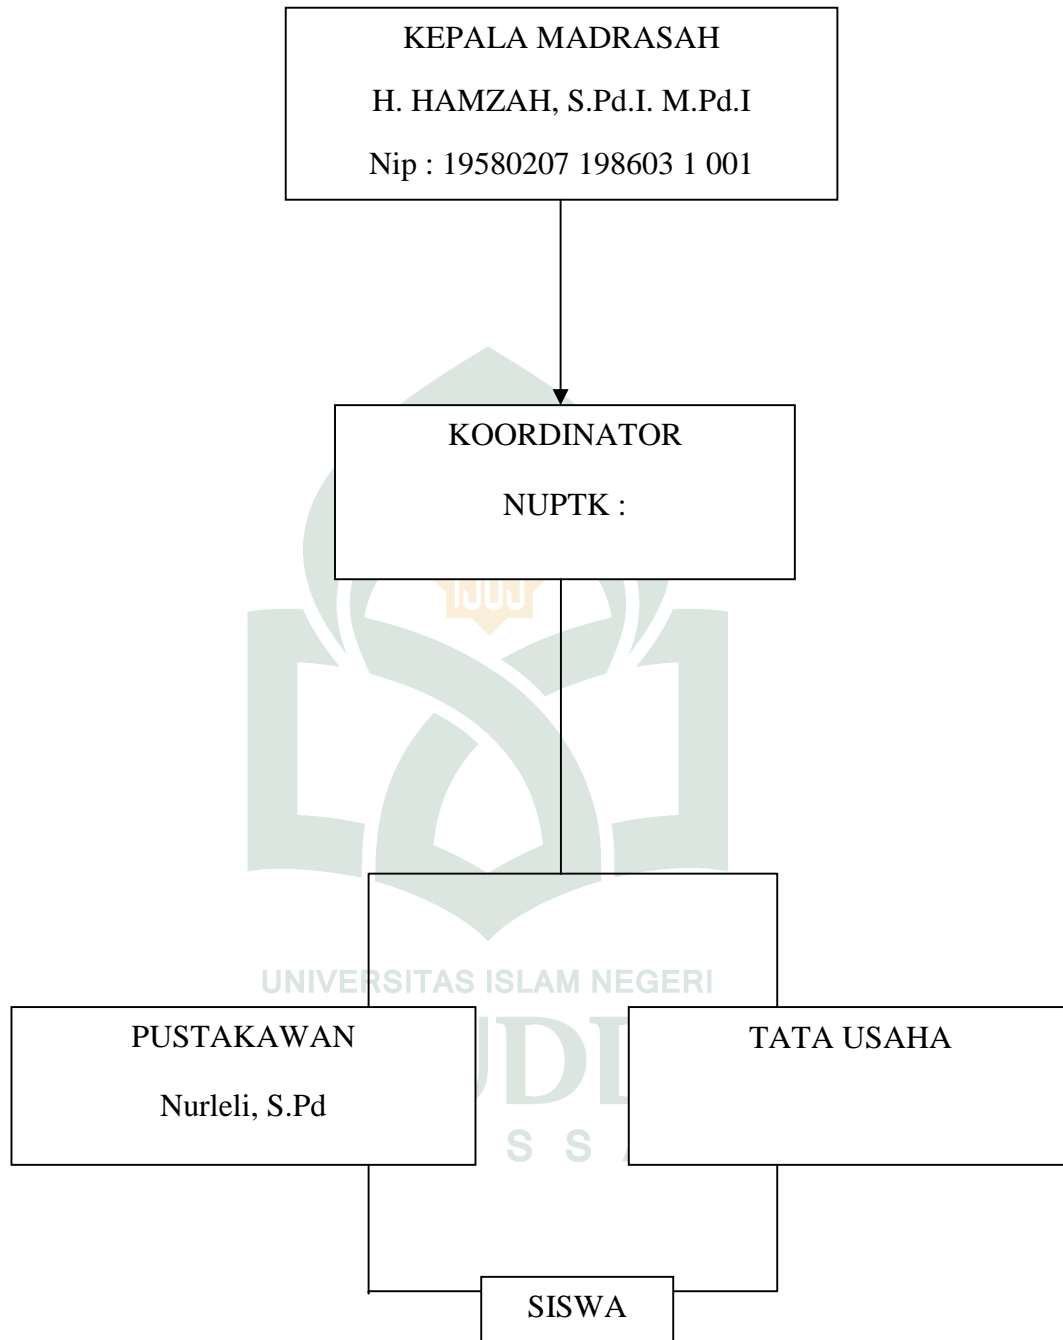 KEPALA MADRASAH
H. HAMZAH, S.Pd.I. M.Pd.I
Nip : 19580207 198603 1 001
KOORDINATOR
NUPTK :
UNIVERSITAS ISLAM NEGERI
PUSTAKAWAN
Nurleli, S.Pd
TATA USAHA
SISWA